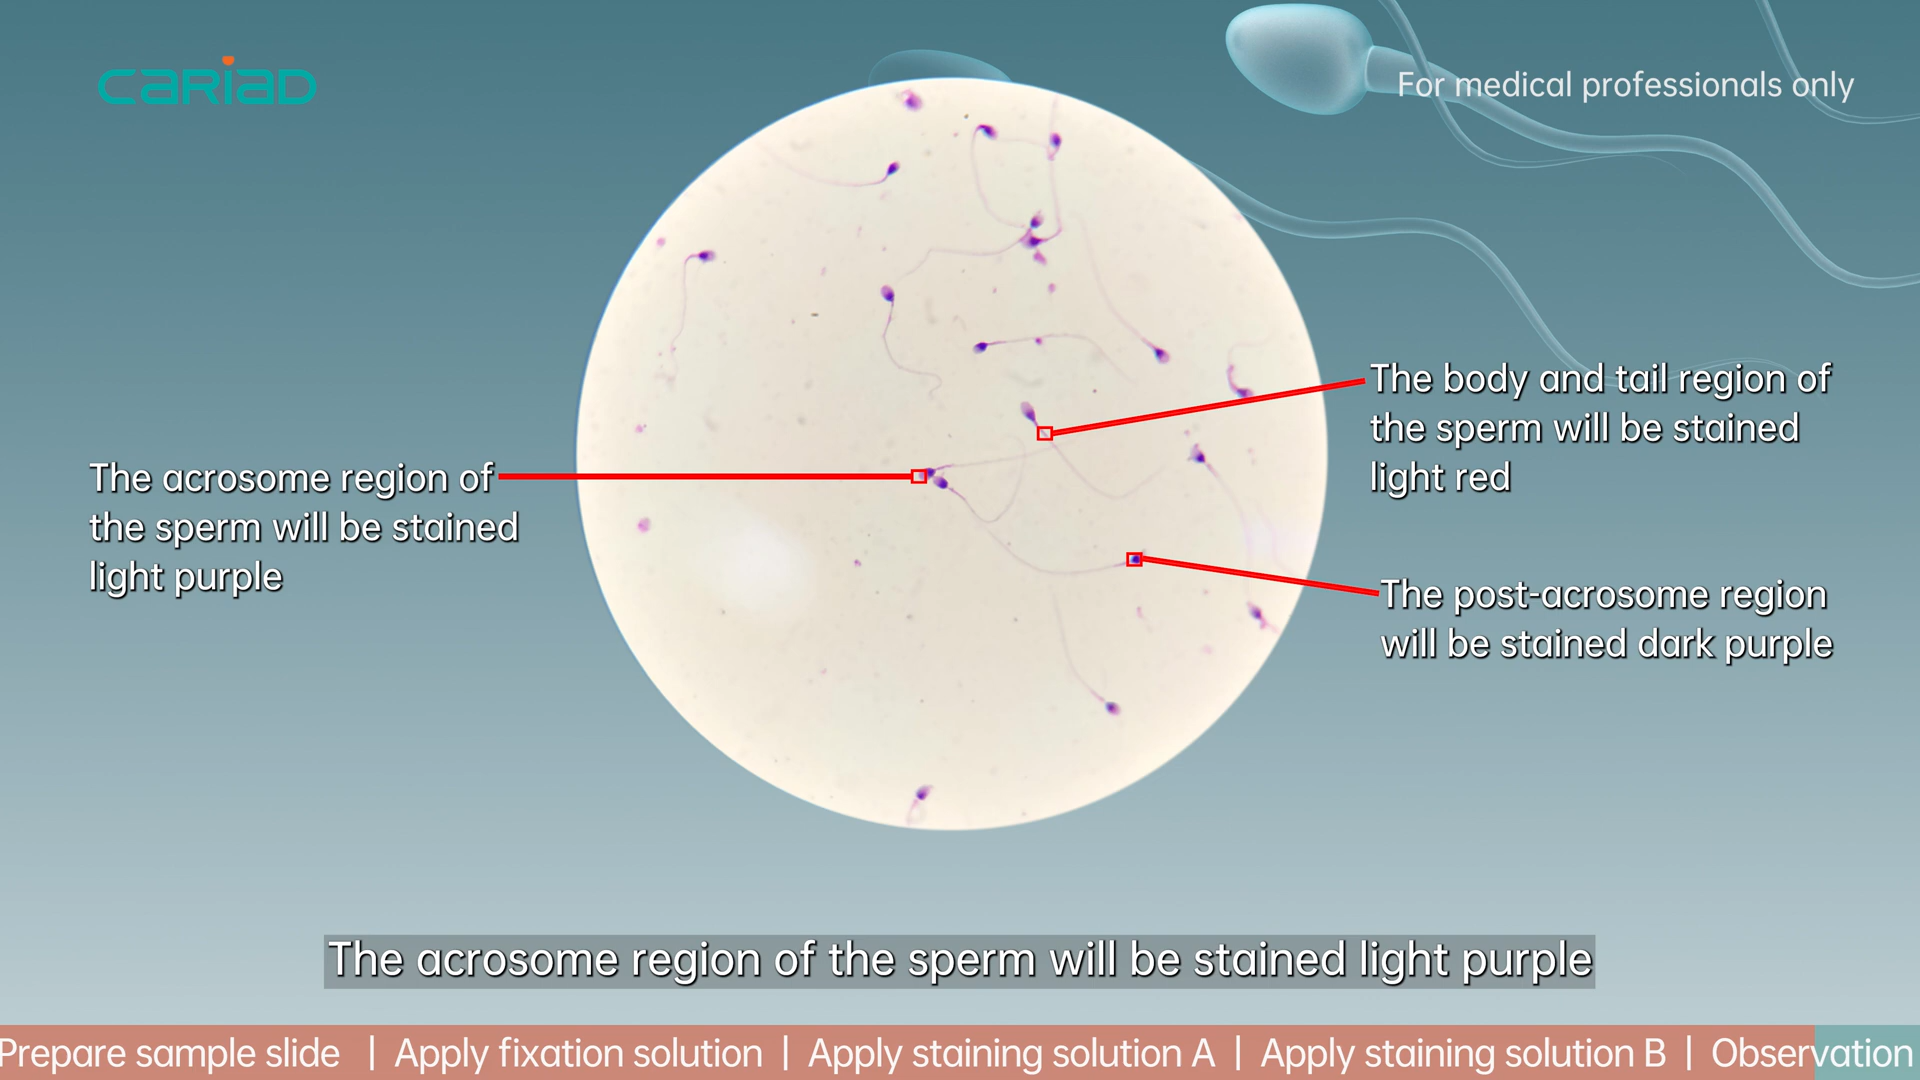 CARIAD
For medical professionals only
The body and tail region of
the sperm will be stained
light red
The acrosome region of
the sperm will be stained
light purple
The post-acrosome region
will be stained dark purple
The acrosome region of the sperm will be stained light purple
Prepare sample slide | Apply fixation solution | Apply staining solution A | Apply staining solution B | Observation